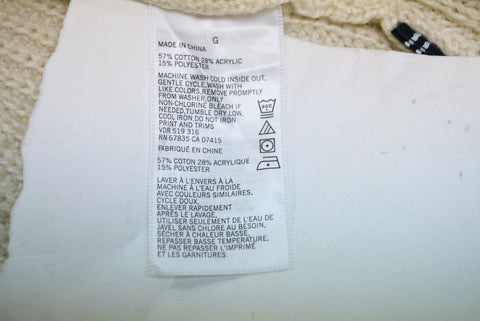 G
MADE IN CHINA
57% COTTON 28% ACRYLIC
15% POLYESTER
MACHINE WASH COLD INSIDE OUT,
GENTLE CYCLE, WASH WITH
LIKE COLORS, REMOVE PROMPTLY
FROM WASHER, ONLY
NON-CHLORINE BLEACH IF
NEEDED, TUMBLE DRY LOW,
COOL IRON, DO NOT IRON
PRINT AND TRIMS
VDR S19 316
RN 67835 CA 07415
FABRIQUÉ EN CHINE
57% COTON 28% ACRYLIQUE
15% POLYESTER
LAVER À L'ENVERS À LA
MACHINE À L'EAU FROIDE
AVEC COULEURS SIMILAIRES,
CYCLE DOUX,
ENLEVER RAPIDEMENT
APRÈS LE LAVAGE,
UTILISER SEULEMENT DE L'EAU DE
JAVEL SANS CHLORE AU BESOIN,
SÉCHER À CHALEUR BASSE,
REPASSER BASSE TEMPÉRATURE,
NE PAS REPASSER L'IMPRIMÉ
ET LES GARNITURES.